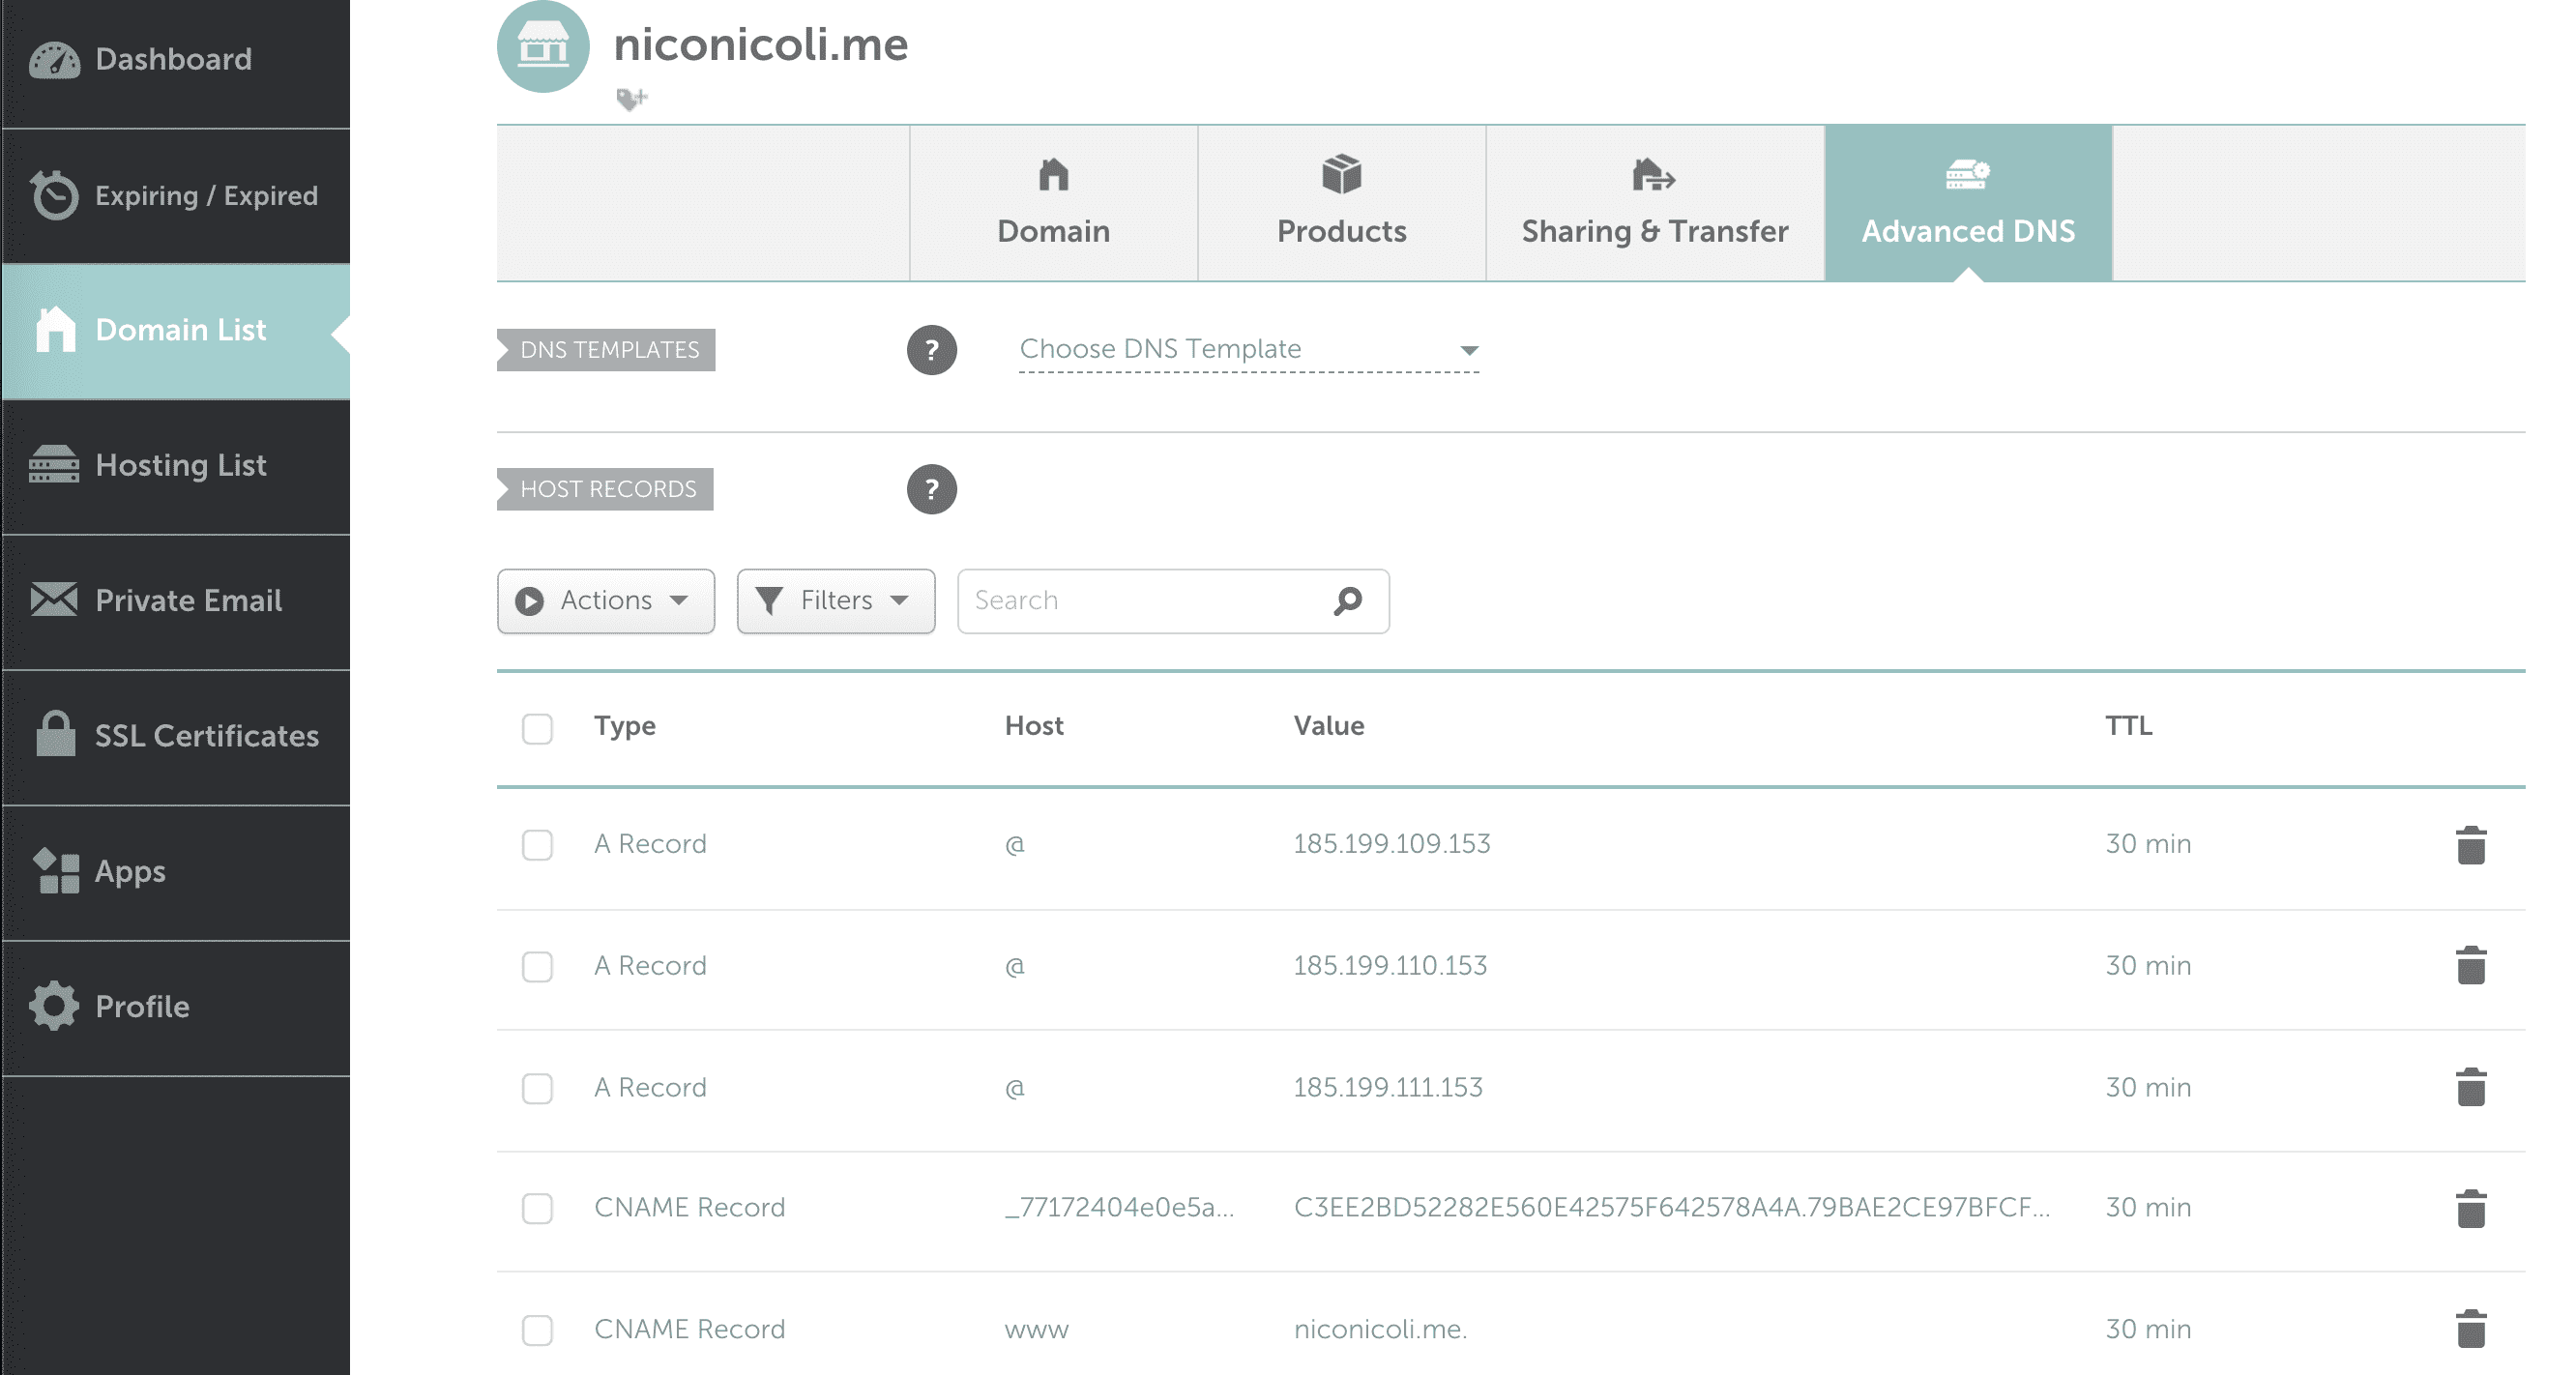 Dashboard
Expiring / Expired
Domain List
Hosting List
Private Email
SSL Certificates
Apps
Profile
niconicoli.me
Domain
Products
Sharing & Transfer
Advanced DNS
DNS TEMPLATES
?
Choose DNS Template
HOST RECORDS
?
Actions
Filters
Search
Type Host Value TTL
A Record @ 185.199.109.153 30 min
A Record @ 185.199.110.153 30 min
A Record @ 185.199.111.153 30 min
CNAME Record _77172404e0e5a... C3EE2BD52282E560E42575F642578A4A.79BAE2CE97BFCF... 30 min
CNAME Record www niconicoli.me. 30 min